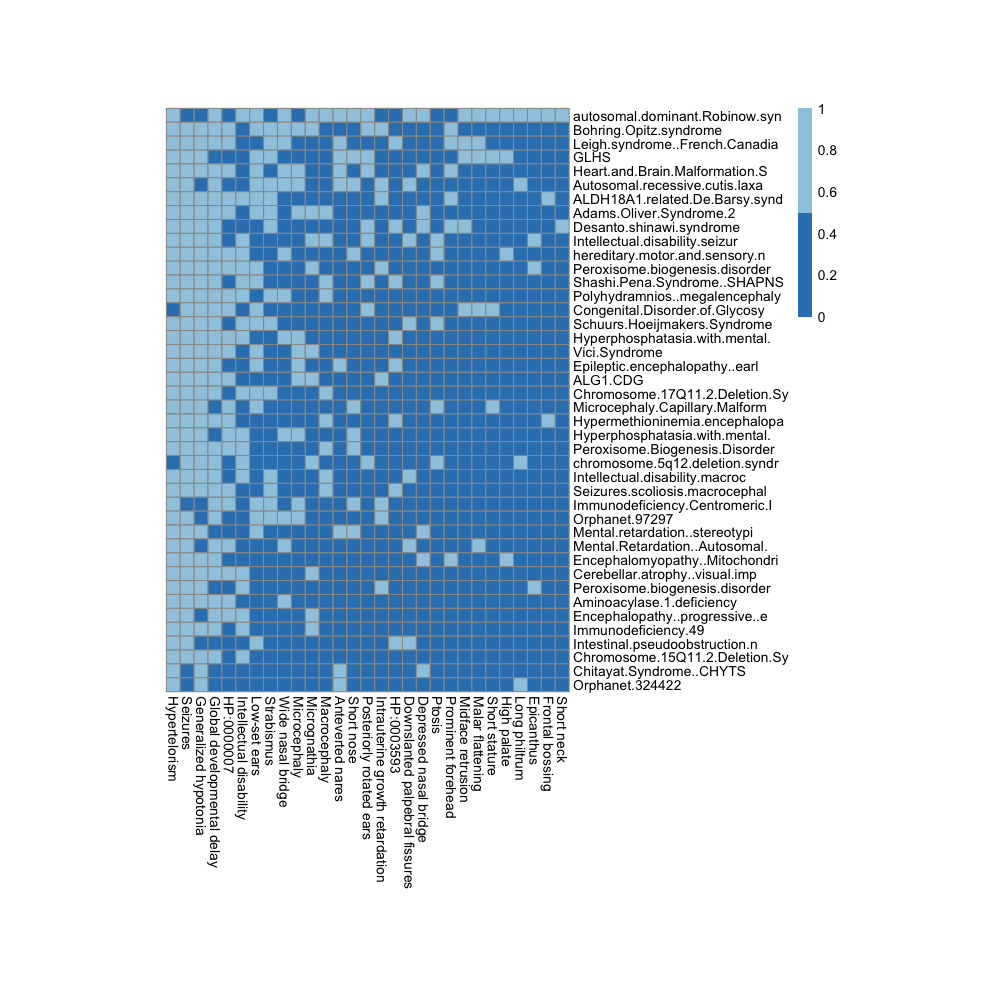 autosomal.dominant.Robinow.syn
Bohring.Opitz.syndrome
Leigh.syndrome..French.Canadia
GLHS
Heart.and.Brain.Malformation.S
Autosomal.recessive.cutis.laxa
ALDH18A1.related.De.Barsy.synd
Adams.Oliver.Syndrome.2
Desanto.shinawi.syndrome
Intellectual.disability.seizur
hereditary.motor.and.sensory.n
Peroxisome.biogenesis.disorder
Shashi.Pena.Syndrome..SHAPNS
Polyhydramnios..megalencephaly
Congenital.Disorder.of.Glycosy
Schuurs.Hoeijmakers.Syndrome
Hyperphosphatasia.with.mental.
Vici.Syndrome
Epileptic.encephalopathy..earl
ALG1.CDG
Chromosome.17Q11.2.Deletion.Sy
Microcephaly.Capillary.Malform
Hypermethioninemia.encephalopa
Hyperphosphatasia.with.mental.
Peroxisome.Biogenesis.Disorder
chromosome.5q12.deletion.syndr
Intellectual.disability.macroc
Seizures.scoliosis.macrocephal
Immunodeficiency.Centromeric.I
Orphanet.97297
Mental.retardation..stereotypi
Mental.Retardation..Autosomal.
Encephalomyopathy..Mitochondri
Cerebellar.atrophy..visual.imp
Peroxisome.biogenesis.disorder
Aminoacylase.1.deficiency
Encephalopathy..progressive..e
Immunodeficiency.49
Intestinal.pseudoobstruction.n
Chromosome.15Q11.2.Deletion.Sy
Chitayat.Syndrome..CHYTS
Orphanet.324422
1
0.8
0.6
0.4
0.2
0
Hypertelorism
Seizures
Generalized hypotonia
Global developmental delay
HP:0000007
Intellectual disability
Low-set ears
Strabismus
Wide nasal bridge
Microcephaly
Micrognathia
Macrocephaly
Anteverted nares
Short nose
Posteriorly rotated ears
Intrauterine growth retardation
HP:0003593
Downslanted palpebral fissures
Depressed nasal bridge
Ptosis
Prominent forehead
Midface retrusion
Malar flattening
Short stature
High palate
Long philtrum
Epicanthus
Frontal bossing
Short neck